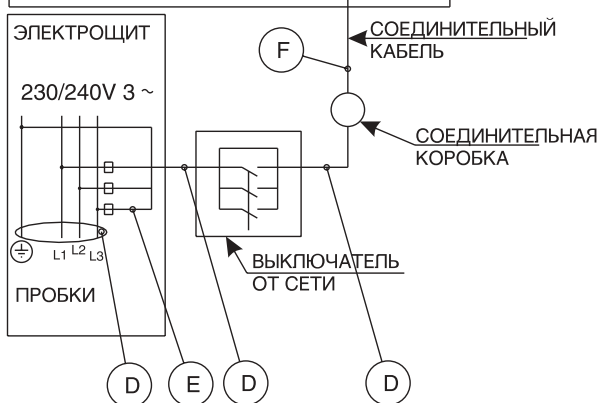 ЭЛЕКТРОЩИТ
СОЕДИНИТЕЛЬНЫЙ
КАБЕЛЬ
F
230/240V 3 ~
СОЕДИНИТЕЛЬНАЯ
КОРОБКА
L1 L2 L3
ВЫКЛЮЧАТЕЛЬ
ОТ СЕТИ
ПРОБКИ
D E D D